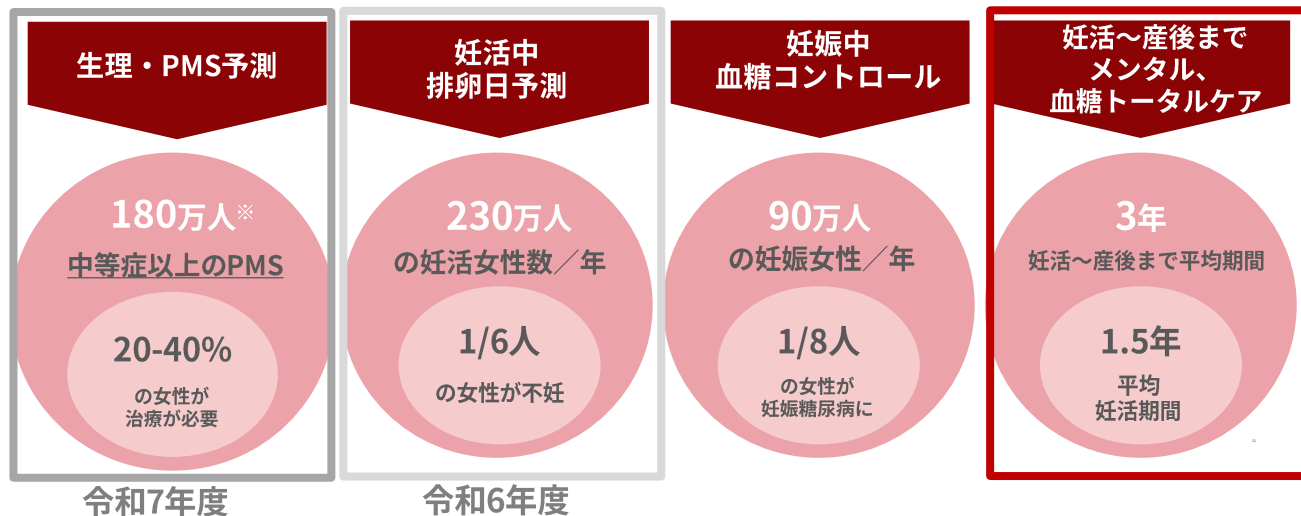 生理・PMS予測
180万人※
中等症以上のPMS
20-40%
の女性が
治療が必要
令和7年度
妊活中
排卵日予測
230万人
の妊活女性数／年
1/6人
の女性が不妊
令和6年度
妊娠中
血糖コントロール
90万人
の妊娠女性／年
1/8人
の女性が
妊娠糖尿病に
妊活～産後まで
メンタル、
血糖トータルケア
3年
妊活～産後まで平均期間
1.5年
平均
妊活期間